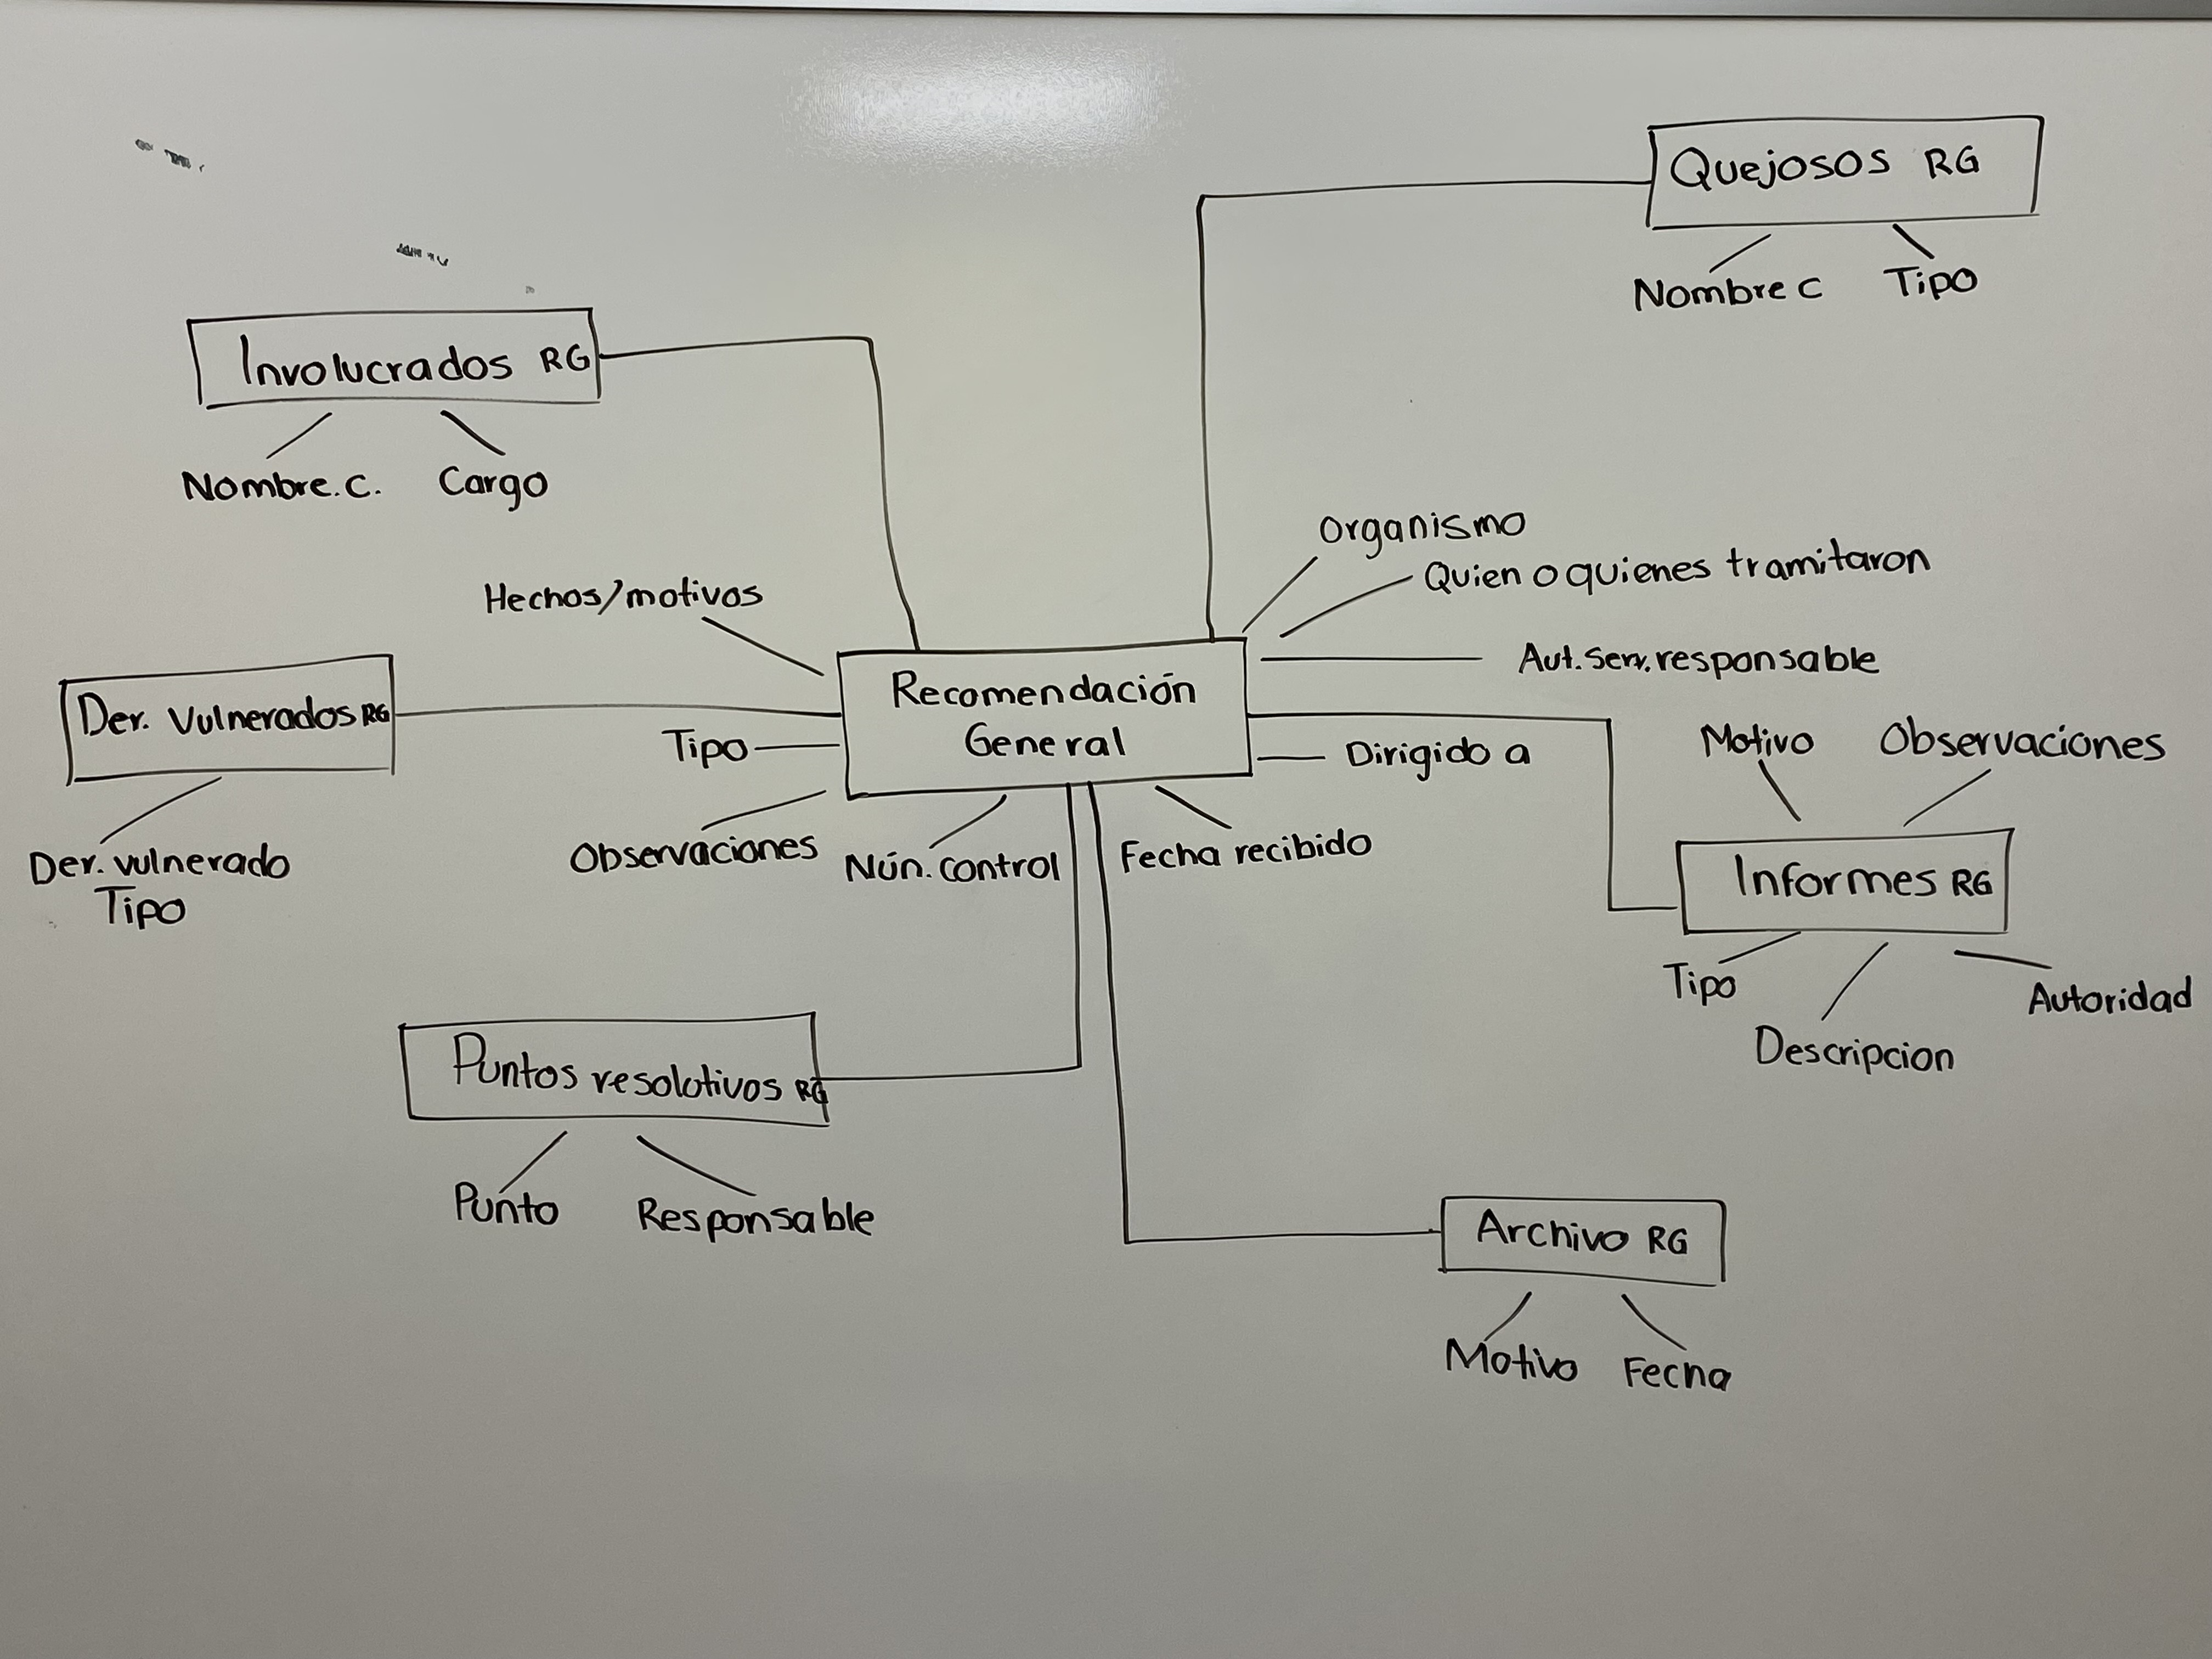 Quejosos RG
Nombre c Tipo
Involucrados RG
Nombre.c. Cargo
Organismo
Quien o quienes tramitaron
Hechos/motivos
Aut. Serv. responsable
Recomendación
General
Der. Vulnerados RG
Tipo
Dirigido a
Motivo Observaciones
Observaciones
Nún. control
Fecha recibido
Der. vulnerado
Tipo
Informes RG
Tipo
Descripcion
Autoridad
Puntos resolotivos RG
Punto Responsable
Archivo RG
Motivo Fecha